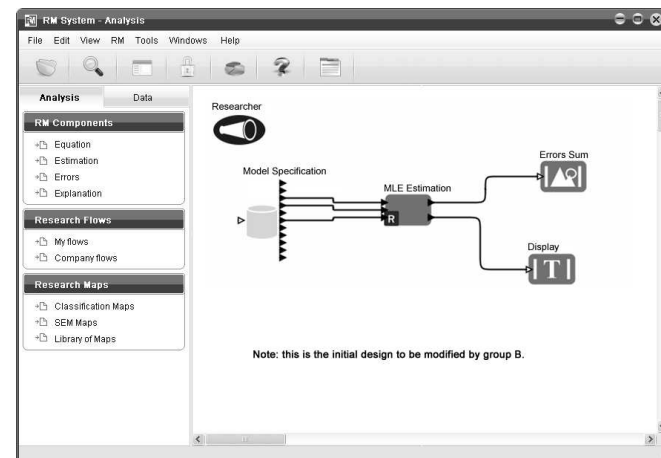 RM System - Analysis
File Edit View RM Tools Windows Help
Analysis Data
RM Components
Equation
Estimation
Errors
Explanation
Research Flows
My flows
Company flows
Research Maps
Classification Maps
SEM Maps
Library of Maps
Researcher
Model Specification
MLE Estimation
R
Errors Sum
Display
T
Note: this is the initial design to be modified by group B.